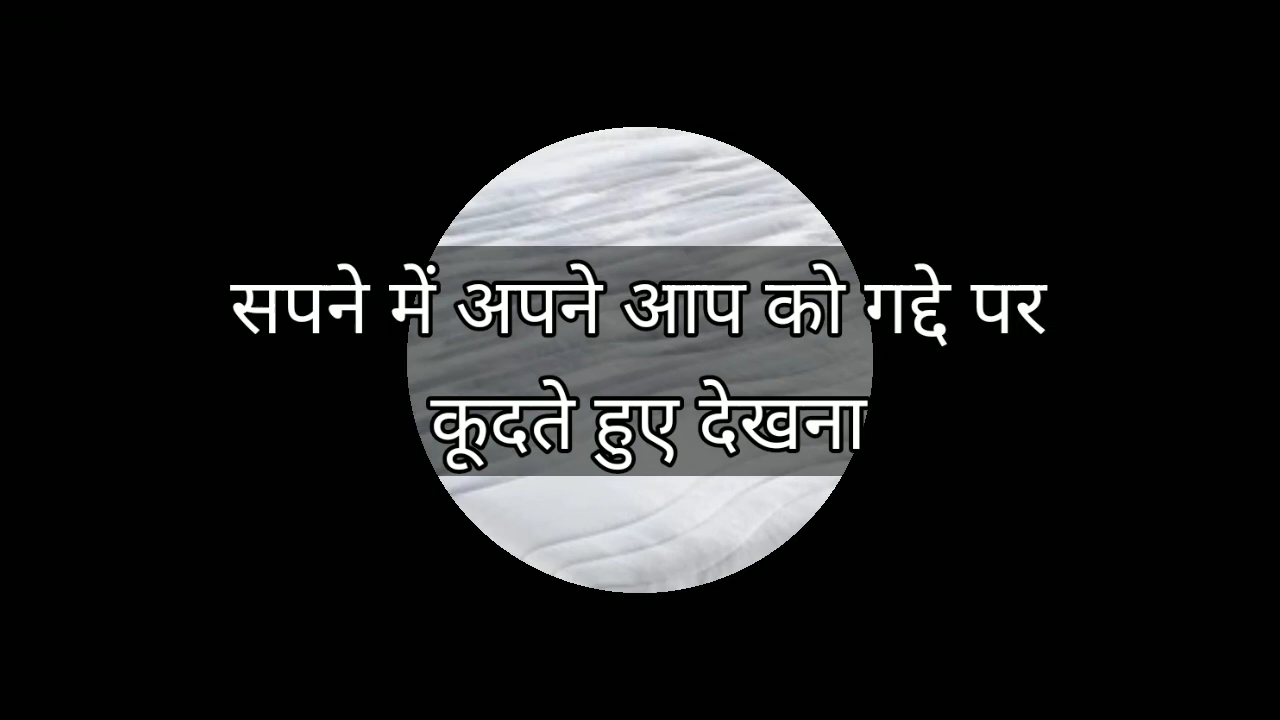 सपने में अपने आप को गद्दे पर
कूदते हुए देखना